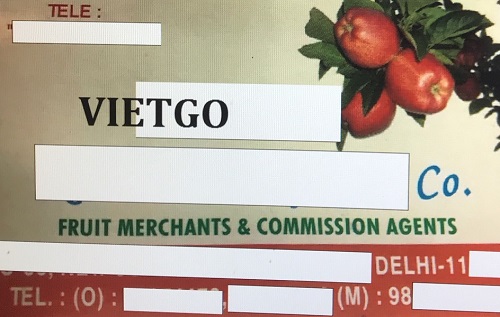 TELE :
VIETGO
Co.
FRUIT MERCHANTS & COMMISSION AGENTS
DELHI-11
TEL. : (O) : (M) : 98